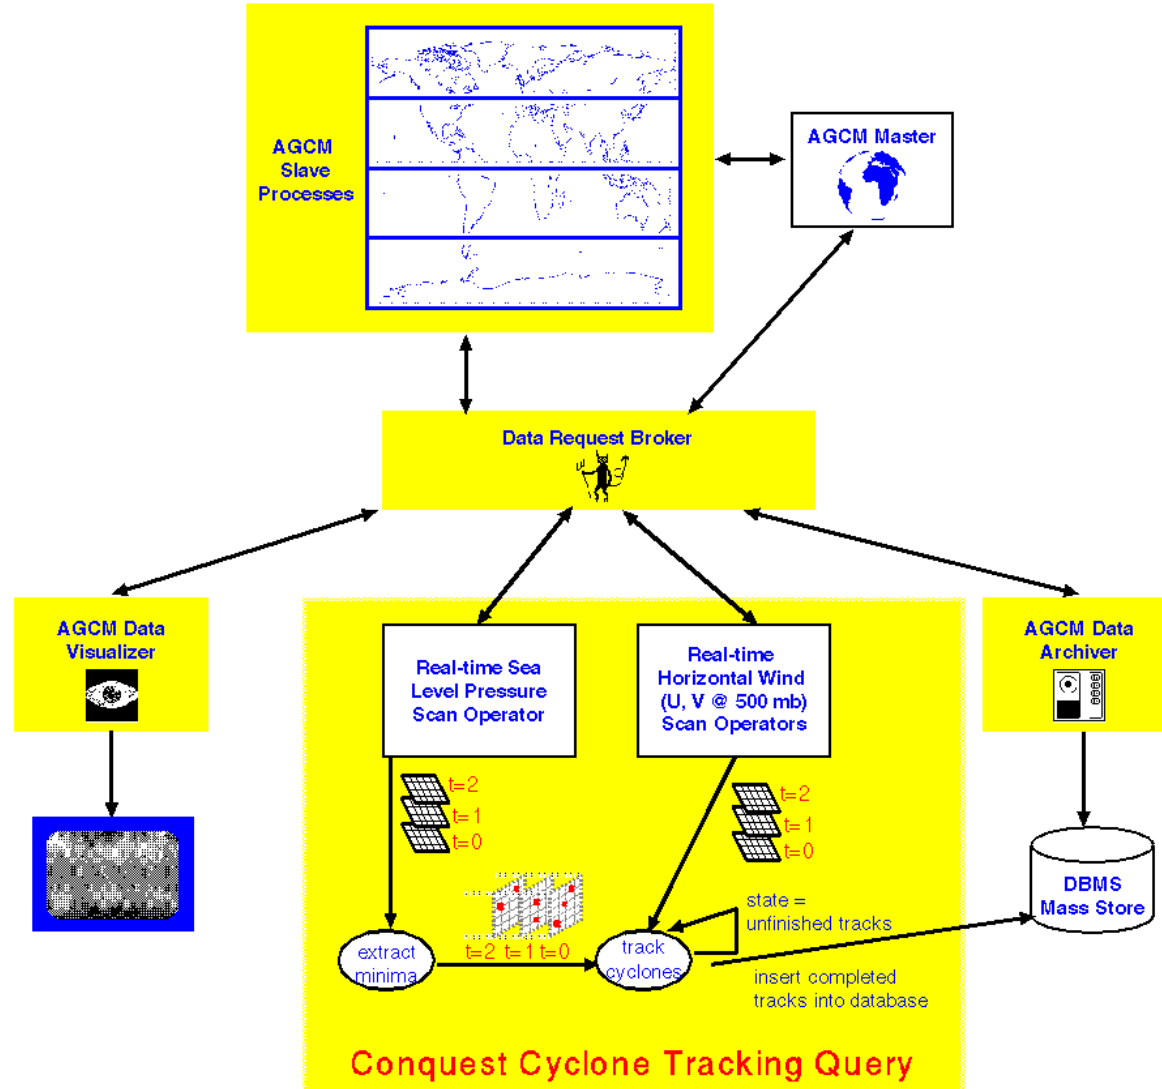 AGCM
Slave
Processes
AGCM Master
Data Request Broker
AGCM Data
Visualizer
Real-time Sea
Level Pressure
Scan Operator
Real-time
Horizontal Wind
(U, V @ 500 mb)
Scan Operators
AGCM Data
Archiver
t=2
t=1
t=0
t=2
t=1
t=0
DBMS
Mass Store
state =
unfinished tracks
t=2 t=1 t=0
extract
minima
track
cyclones
insert completed
tracks into database
Conquest Cyclone Tracking Query